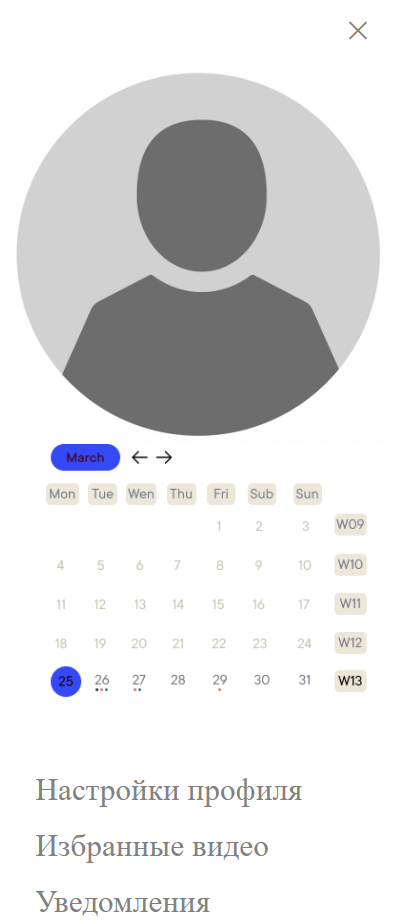 March
Mon Tue Wen Thu Fri Sub Sun
1 2 3 W09
4 5 6 7 8 9 10 W10
11 12 13 14 15 16 17 W11
18 19 20 21 22 23 24 W12
25 26 27 28 29 30 31 W13
Настройки профиля
Избранные видео
Уведомления